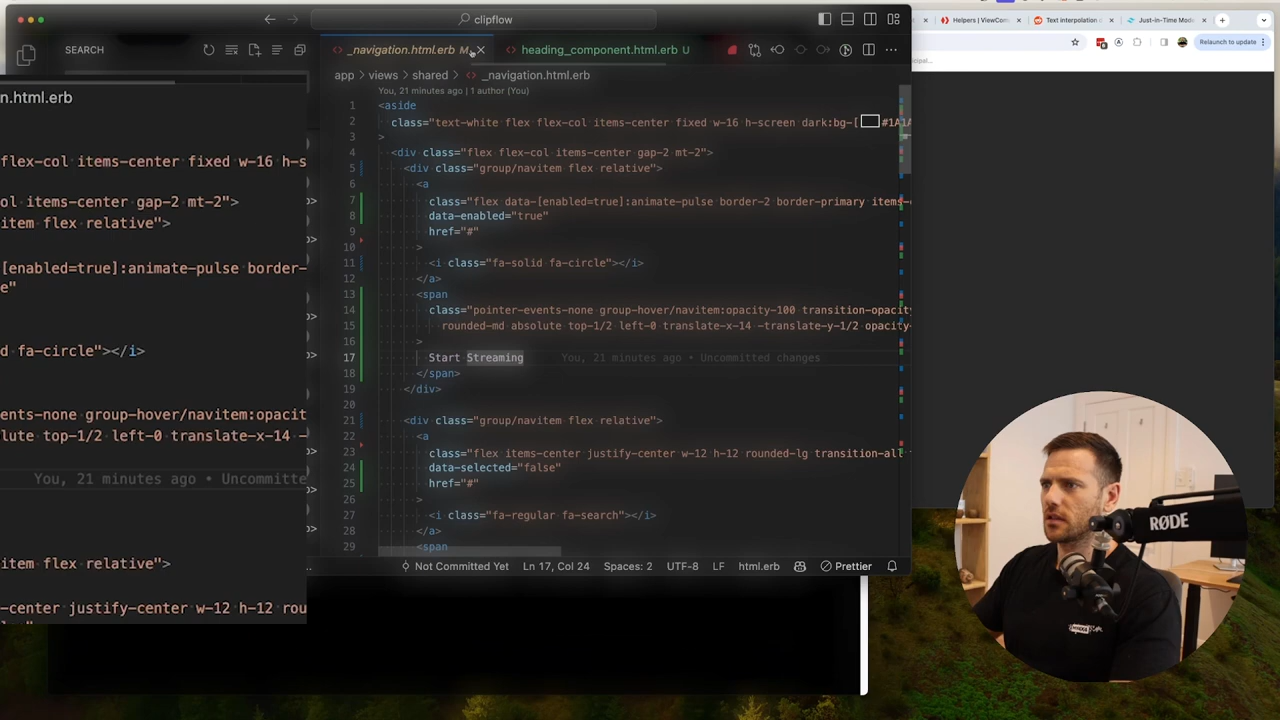 clipflow
Helpers | ViewCom
Text interpolation c
Just-in-Time Mode
Relaunch to update
SEARCH
_navigation.html.erb M
heading_component.html.erb U
app > views > shared > _navigation.html.erb
You, 21 minutes ago | 1 author (You)
1 <aside
2 class="text-white flex flex-col items-center fixed w-16 h-screen dark:bg-[ #1A1A
3 >
4 <div class="flex flex-col items-center gap-2 mt-2">
5 <div class="group/navitem flex relative">
6 <a
7 class="flex data-[enabled=true]:animate-pulse border-2 border-primary items-
8 data-enabled="true"
9 href="#"
10 >
11 <i class="fa-solid fa-circle"></i>
12 </a>
13 <span
14 class="pointer-events-none group-hover/navitem:opacity-100 transition-opacity
15 rounded-md absolute top-1/2 left-0 translate-x-14 -translate-y-1/2 opacity-
16 >
17 Start Streaming You, 21 minutes ago • Uncommitted changes
18 </span>
19 </div>
20
21 <div class="group/navitem flex relative">
22 <a
23 class="flex items-center justify-center w-12 h-12 rounded-lg transition-all
24 data-selected="false"
25 href="#"
26 >
27 <i class="fa-regular fa-search"></i>
28 </a>
29 <span
Not Committed Yet
Ln 17, Col 24
Spaces: 2
UTF-8
LF
html.erb
Prettier
n.html.erb
flex-col items-center fixed w-16 h-s
ol items-center gap-2 mt-2">
item flex relative">
[enabled=true]:animate-pulse border-
e"
d fa-circle"></i>
ents-none group-hover/navitem:opacit
lute top-1/2 left-0 translate-x-14 -
You, 21 minutes ago • Uncommitte
item flex relative">
-center justify-center w-12 h-12 rou
RØDE